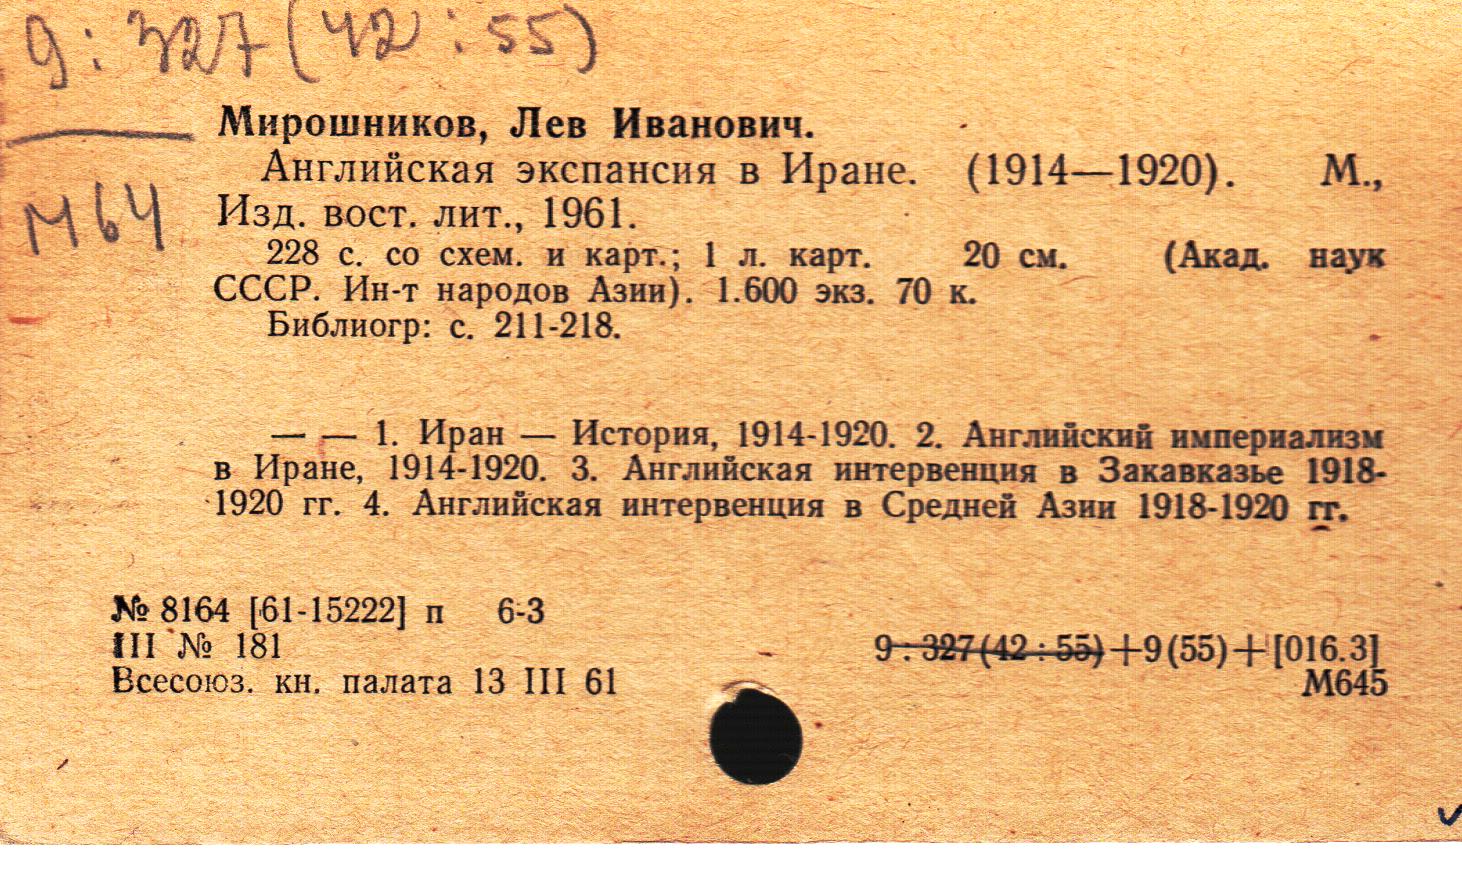 9:327(42:55)
Мирошников, Лев Иванович.
Английская экспансия в Иране. (1914—1920). М.,
М64
Изд. вост. лит., 1961.
228 с. со схем. и карт.; 1 л. карт. 20 см. (Акад. наук
СССР. Ин-т народов Азии). 1.600 экз. 70 к.
Библиогр: с. 211-218.
— — 1. Иран — История, 1914-1920. 2. Английский империализм
в Иране, 1914-1920. 3. Английская интервенция в Закавказье 1918-
1920 гг. 4. Английская интервенция в Средней Азии 1918-1920 гг.
№ 8164 [61-15222] п 6-3
III № 181
9:327(42:55)+9(55)+[016.3]
Всесоюз. кн. палата 13 III 61
М645